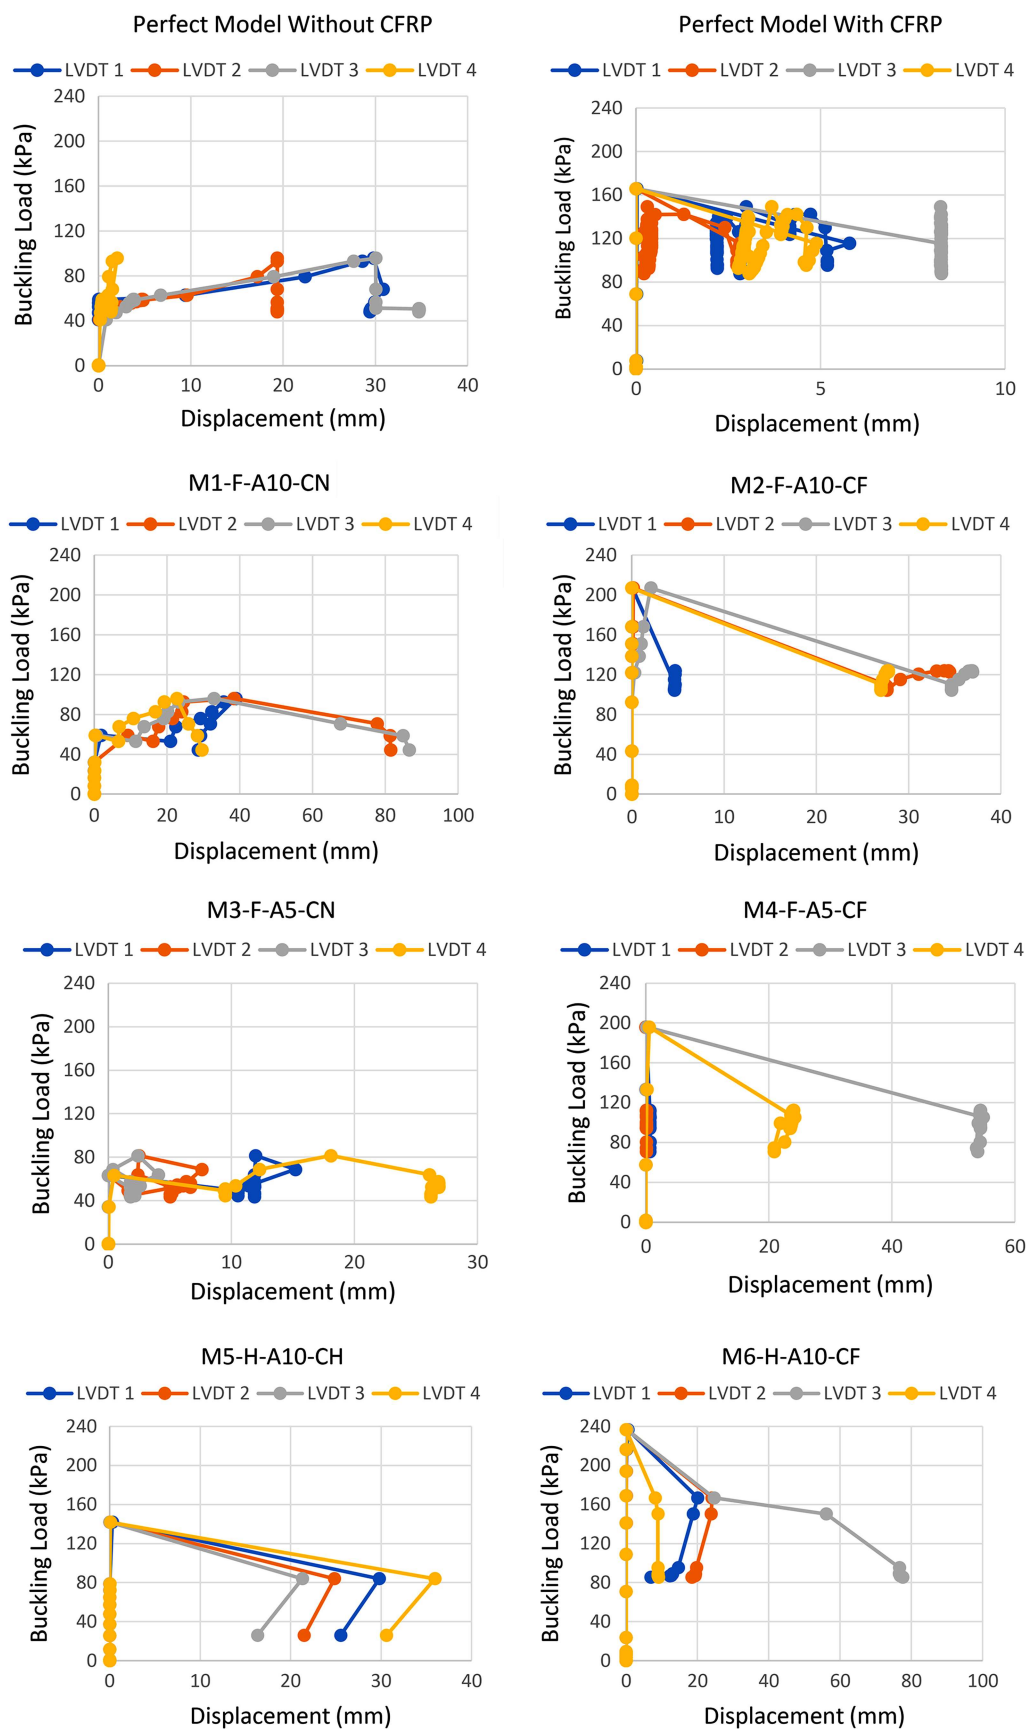 Perfect Model Without CFRP
LVDT 1 LVDT 2 LVDT 3 LVDT 4
Buckling Load (kPa)
240
200
160
120
80
40
0
0 10 20 30 40
Displacement (mm)
Perfect Model With CFRP
LVDT 1 LVDT 2 LVDT 3 LVDT 4
Buckling Load (kPa)
240
200
160
120
80
40
0
0 5 10
Displacement (mm)
M1-F-A10-CN
LVDT 1 LVDT 2 LVDT 3 LVDT 4
Buckling Load (kPa)
240
200
160
120
80
40
0
0 20 40 60 80 100
Displacement (mm)
M2-F-A10-CF
LVDT 1 LVDT 2 LVDT 3 LVDT 4
Buckling Load (kPa)
240
200
160
120
80
40
0
0 10 20 30 40
Displacement (mm)
M3-F-A5-CN
LVDT 1 LVDT 2 LVDT 3 LVDT 4
Buckling Load (kPa)
240
200
160
120
80
40
0
0 10 20 30
Displacement (mm)
M4-F-A5-CF
LVDT 1 LVDT 2 LVDT 3 LVDT 4
Buckling Load (kPa)
240
200
160
120
80
40
0
0 20 40 60
Displacement (mm)
M5-H-A10-CH
LVDT 1 LVDT 2 LVDT 3 LVDT 4
Buckling Load (kPa)
240
200
160
120
80
40
0
0 10 20 30 40
Displacement (mm)
M6-H-A10-CF
LVDT 1 LVDT 2 LVDT 3 LVDT 4
Buckling Load (kPa)
240
200
160
120
80
40
0
0 20 40 60 80 100
Displacement (mm)